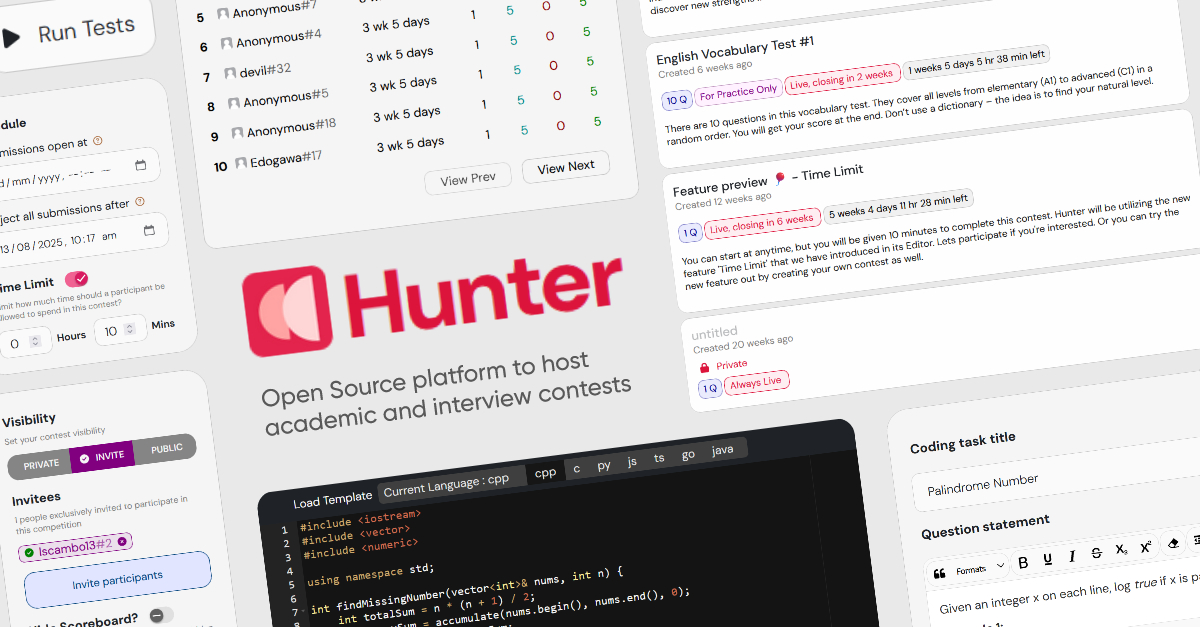 Run Tests
5 Anonymous#7 3 wk 5 days 1 5 0 5
6 Anonymous#4 3 wk 5 days 1 5 0 5
7 devil#32 3 wk 5 days 1 5 0 5
8 Anonymous#5 3 wk 5 days 1 5 0 5
9 Anonymous#18 3 wk 5 days 1 5 0 5
10 Edogawa#17
View Prev View Next
discover new strengths
English Vocabulary Test #1
Created 6 weeks ago
10 Q For Practice Only Live, closing in 2 weeks 1 weeks 5 days 5 hr 38 min left
There are 10 questions in this vocabulary test. They cover all levels from elementary (A1) to advanced (C1) in a
random order. You will get your score at the end. Don't use a dictionary – the idea is to find your natural level.
Feature preview 🎈 - Time Limit
Created 12 weeks ago
1 Q Live, closing in 6 weeks 5 weeks 4 days 11 hr 28 min left
You can start at anytime, but you will be given 10 minutes to complete this contest. Hunter will be utilizing the new
feature 'Time Limit' that we have introduced in its Editor. Lets participate if you're interested. Or you can try the
new feature out by creating your own contest as well.
untitled
Created 20 weeks ago
Private
1 Q Always Live
dule
missions open at
d/mm/yyyy, --:-- --
ject all submissions after
13/08/2025, 10:17 am
ime Limit
mit how much time should a participant be
allowed to spend in this contest?
0 Hours 10 Mins
Hunter
Open Source platform to host
academic and interview contests
Visibility
Set your contest visibility
PRIVATE INVITE PUBLIC
Invitees
1 people exclusively invited to participate in
this competition
Iscambo13#2
Invite participants
Scoreboard?
Load Template Current Language : cpp cpp c py js ts go java
1 #include <iostream>
2 #include <vector>
3 #include <numeric>
4
5 using namespace std;
6
7 int findMissingNumber(vector<int>& nums, int n) {
8 int totalSum = n * (n + 1) / 2;
accumulate(nums.begin(), nums.end(), 0);
Coding task title
Palindrome Number
Question statement
Formats B U I S X₂ X²
Given an integer x on each line, log true if x is pa